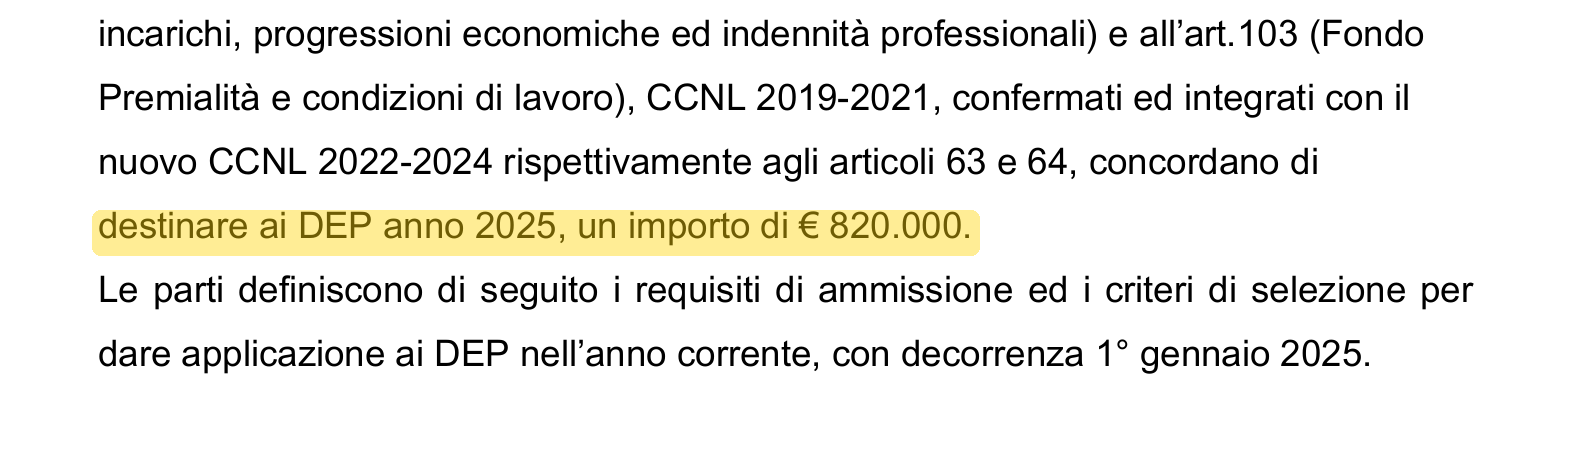 incarichi, progressioni economiche ed indennità professionali) e all’art.103 (Fondo
Premialità e condizioni di lavoro), CCNL 2019-2021, confermati ed integrati con il
nuovo CCNL 2022-2024 rispettivamente agli articoli 63 e 64, concordano di
destinare ai DEP anno 2025, un importo di € 820.000.
Le parti definiscono di seguito i requisiti di ammissione ed i criteri di selezione per
dare applicazione ai DEP nell’anno corrente, con decorrenza 1° gennaio 2025.